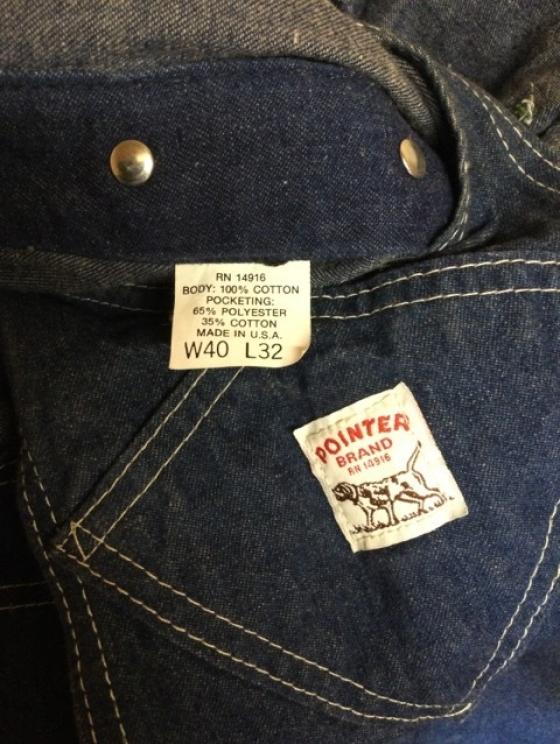 RN 14916
BODY: 100% COTTON
POCKETING:
65% POLYESTER
35% COTTON
MADE IN U.S.A.
W40 L32
POINTER
BRAND
RN 14916